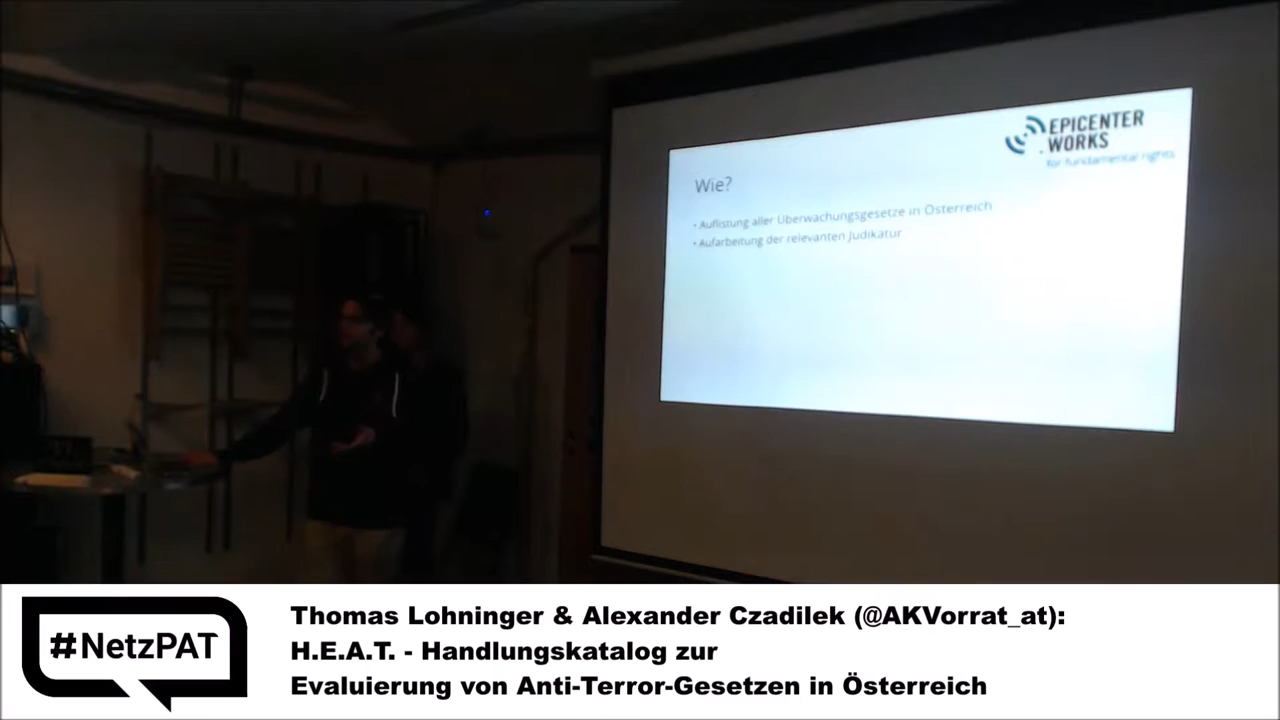 EPICENTER
.WORKS
for fundamental rights
Wie?
• Auflistung aller Überwachungsgesetze in Österreich
• Aufarbeitung der relevanten Judikatur
#NetzPAT
Thomas Lohninger & Alexander Czadilek (@AKVorrat_at):
H.E.A.T. - Handlungskatalog zur
Evaluierung von Anti-Terror-Gesetzen in Österreich